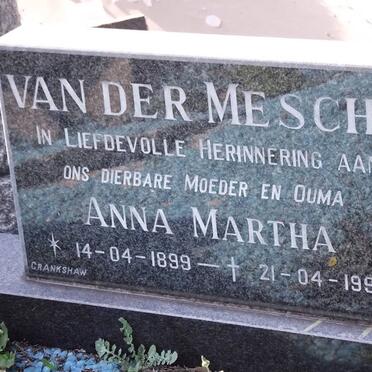 VAN DER MESCH
IN LIEFDEVOLLE HERINNERING AAN
ONS DIERBARE MOEDER EN OUMA
ANNA MARTHA
* 14-04-1899 — † 21-04-199
CRANKSHAW